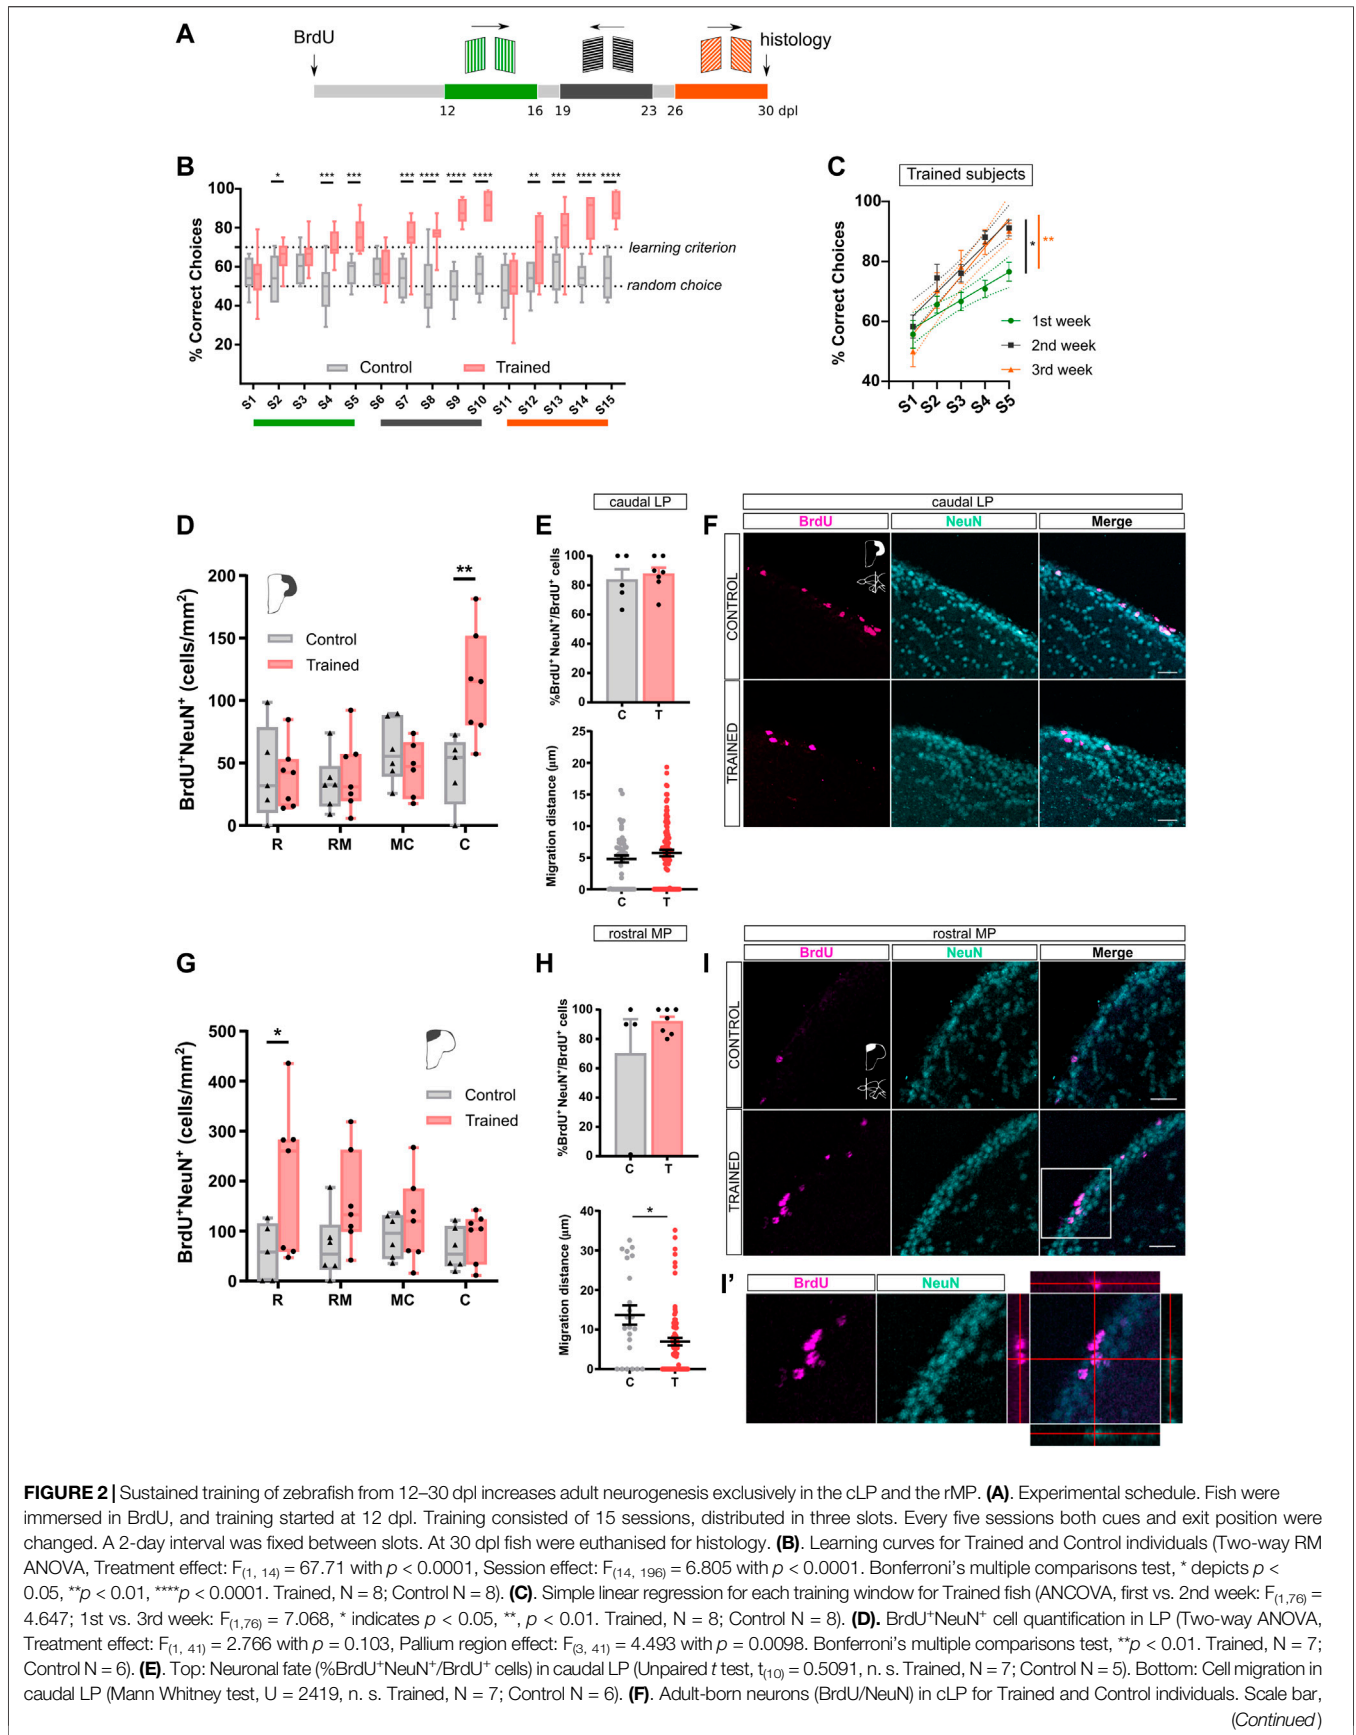 A
BrdU
histology
12
16
19
23
26
30 dpl
B
% Correct Choices
100
80
60
40
20
* *** *** *** **** **** **** ** *** **** ****
learning criterion
random choice
Control
Trained
S1 S2 S3 S4 S5 S6 S7 S8 S9 S10 S11 S12 S13 S14 S15
C
Trained subjects
% Correct Choices
100
80
60
40
* **
1st week
2nd week
3rd week
S1 S2 S3 S4 S5
D
BrdU⁺NeuN⁺ (cells/mm²)
200
150
100
50
0
**
Control
Trained
R RM MC C
E
caudal LP
%BrdU⁺NeuN⁺/BrdU⁺ cells
100
80
60
40
20
0
C T
Migration distance (µm)
25
20
15
10
5
0
C T
F
caudal LP
BrdU NeuN Merge
CONTROL
TRAINED
G
BrdU⁺NeuN⁺ (cells/mm²)
500
400
300
200
100
0
*
Control
Trained
R RM MC C
H
rostral MP
%BrdU⁺NeuN⁺/BrdU⁺ cells
100
80
60
40
20
0
C T
Migration distance (µm)
40
30
20
10
0
*
C T
I
rostral MP
BrdU NeuN Merge
CONTROL
TRAINED
I'
BrdU NeuN
FIGURE 2 | Sustained training of zebrafish from 12–30 dpl increases adult neurogenesis exclusively in the cLP and the rMP. (A). Experimental schedule. Fish were
immersed in BrdU, and training started at 12 dpl. Training consisted of 15 sessions, distributed in three slots. Every five sessions both cues and exit position were
changed. A 2-day interval was fixed between slots. At 30 dpl fish were euthanised for histology. (B). Learning curves for Trained and Control individuals (Two-way RM
ANOVA, Treatment effect: F(1, 14) = 67.71 with p < 0.0001, Session effect: F(14, 196) = 6.805 with p < 0.0001. Bonferroni's multiple comparisons test, * depicts p <
0.05, **p < 0.01, ****p < 0.0001. Trained, N = 8; Control N = 8). (C). Simple linear regression for each training window for Trained fish (ANCOVA, first vs. 2nd week: F(1,76) =
4.647; 1st vs. 3rd week: F(1,76) = 7.068, * indicates p < 0.05, **, p < 0.01. Trained, N = 8; Control N = 8). (D). BrdU⁺NeuN⁺ cell quantification in LP (Two-way ANOVA,
Treatment effect: F(1, 41) = 2.766 with p = 0.103, Pallium region effect: F(3, 41) = 4.493 with p = 0.0098. Bonferroni's multiple comparisons test, **p < 0.01. Trained, N = 7;
Control N = 6). (E). Top: Neuronal fate (%BrdU⁺NeuN⁺/BrdU⁺ cells) in caudal LP (Unpaired t test, t(10) = 0.5091, n. s. Trained, N = 7; Control N = 5). Bottom: Cell migration in
caudal LP (Mann Whitney test, U = 2419, n. s. Trained, N = 7; Control N = 6). (F). Adult-born neurons (BrdU/NeuN) in cLP for Trained and Control individuals. Scale bar,
(Continued)